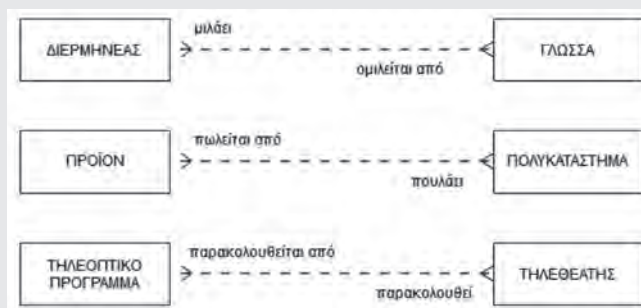 μιλάει
ΔΙΕΡΜΗΝΕΑΣ ΓΛΩΣΣΑ
ομιλείται από
πωλείται από
ΠΡΟΪΟΝ ΠΟΛΥΚΑΤΑΣΤΗΜΑ
πουλάει
παρακολουθείται από
ΤΗΛΕΟΠΤΙΚΟ
ΠΡΟΓΡΑΜΜΑ ΤΗΛΕΘΕΑΤΗΣ
παρακολουθεί